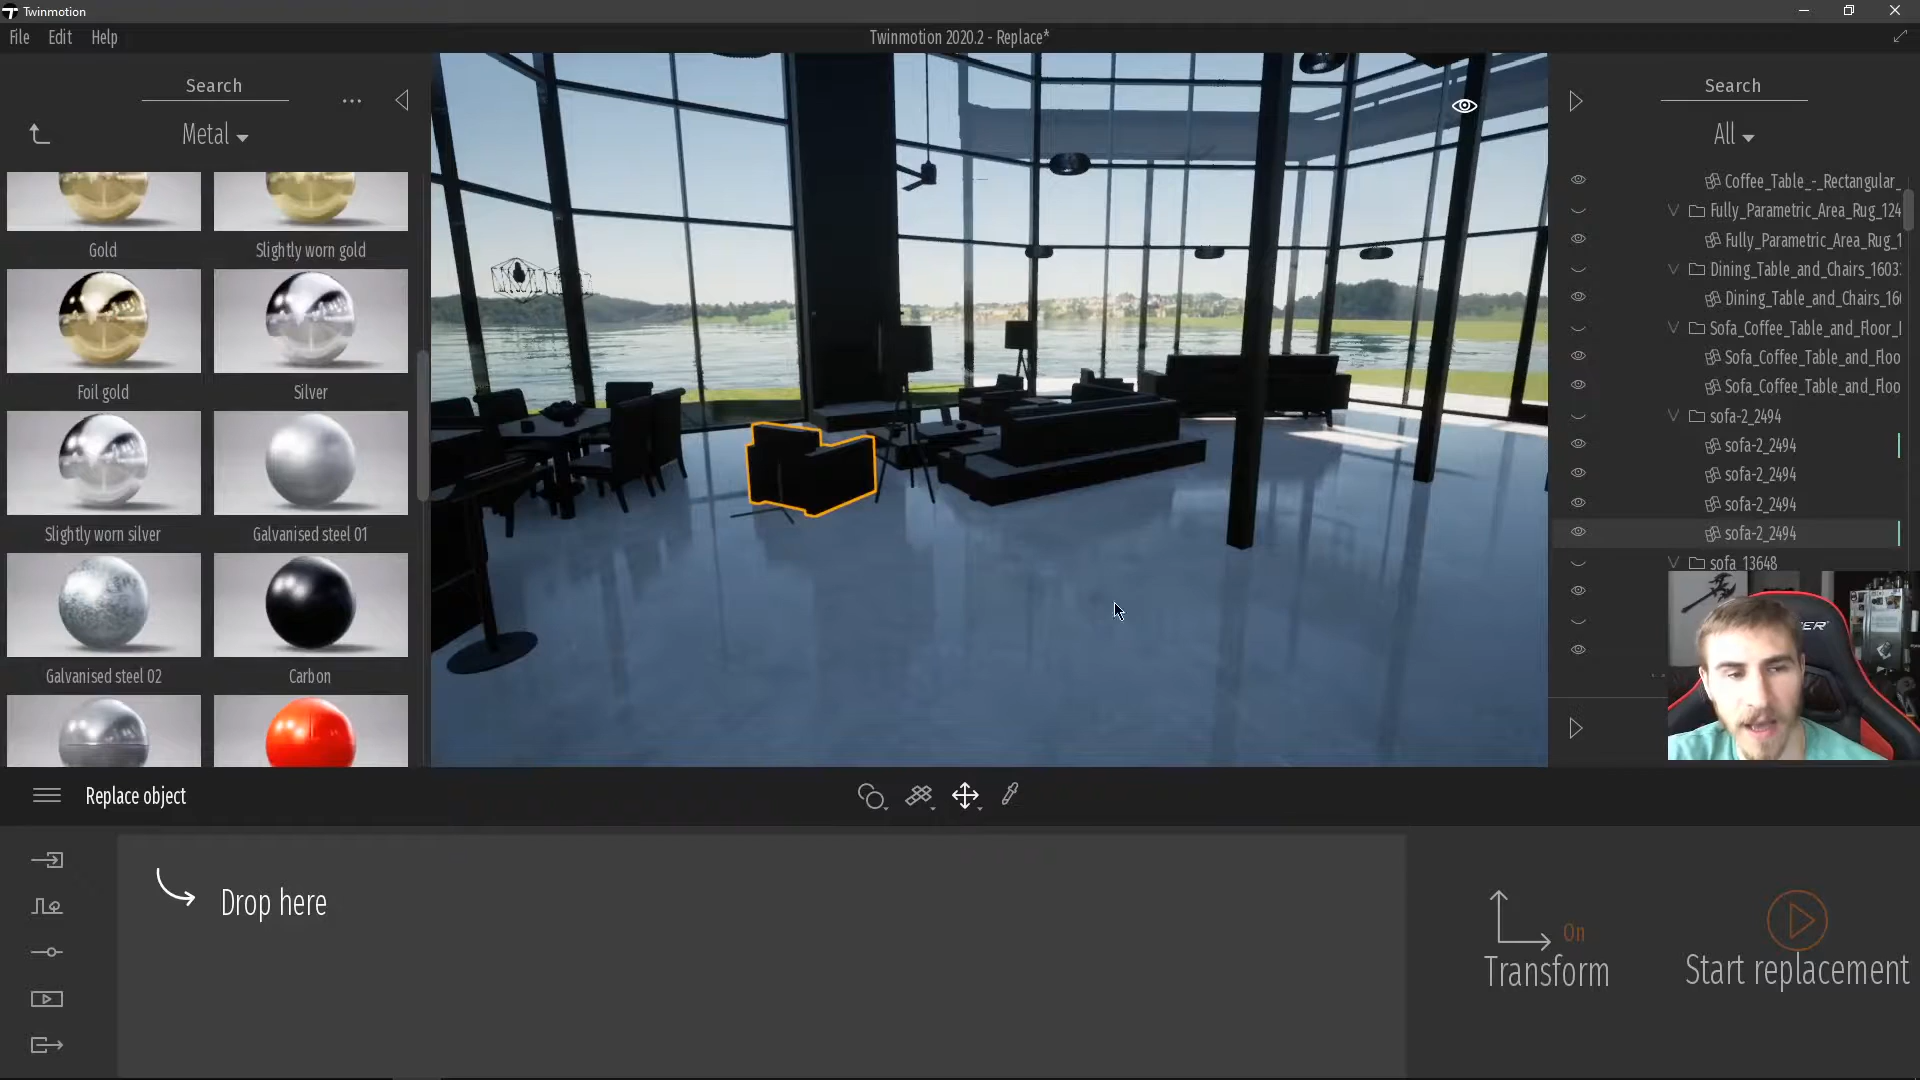 Twinmotion
File Edit Help
Twinmotion 2020.2 - Replace*
Search
...
Metal
Gold
Slightly worn gold
Foil gold
Silver
Slightly worn silver
Galvanised steel 01
Galvanised steel 02
Carbon
Search
All
Coffee_Table_-_Rectangular_
Fully_Parametric_Area_Rug_124
Fully_Parametric_Area_Rug_1
Dining_Table_and_Chairs_1603
Dining_Table_and_Chairs_16
Sofa_Coffee_Table_and_Floor_
Sofa_Coffee_Table_and_Floo
Sofa_Coffee_Table_and_Floo
sofa-2_2494
sofa-2_2494
sofa-2_2494
sofa-2_2494
sofa-2_2494
sofa_13648
Replace object
Drop here
On
Transform
Start replacement